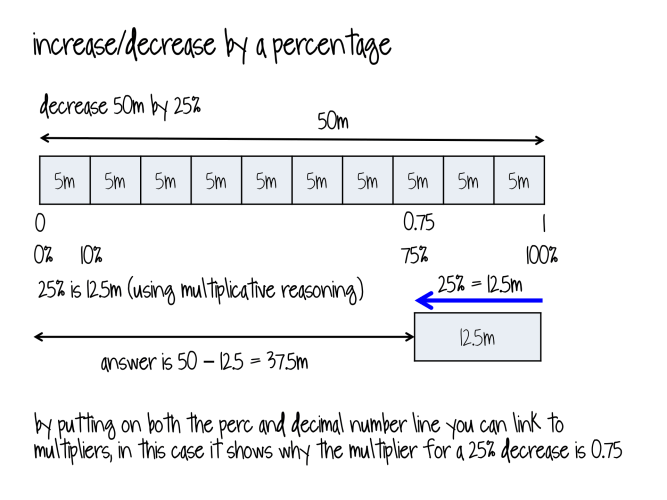 increase/decrease by a percentage
decrease 50m by 25%
50m
5m 5m 5m 5m 5m 5m 5m 5m 5m 5m
0 0.75 1
0% 10% 75% 100%
25% is 12.5m (using multiplicative reasoning)
25% = 12.5m
12.5m
answer is 50 – 12.5 = 37.5m
by putting on both the perc and decimal number line you can link to
multipliers, in this case it shows why the multiplier for a 25% decrease is 0.75